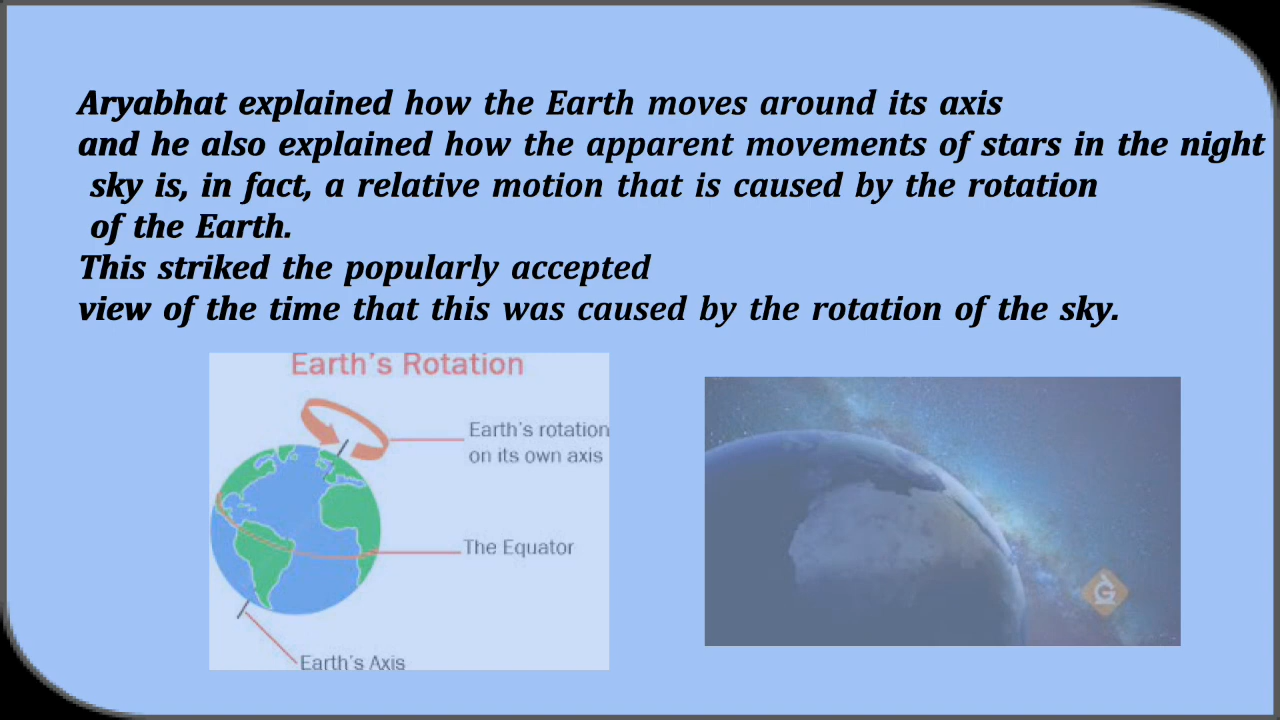 Aryabhat explained how the Earth moves around its axis
and he also explained how the apparent movements of stars in the night
sky is, in fact, a relative motion that is caused by the rotation
of the Earth.
This striked the popularly accepted
view of the time that this was caused by the rotation of the sky.
Earth's Rotation
Earth's rotation
on its own axis
The Equator
Earth's Axis
G